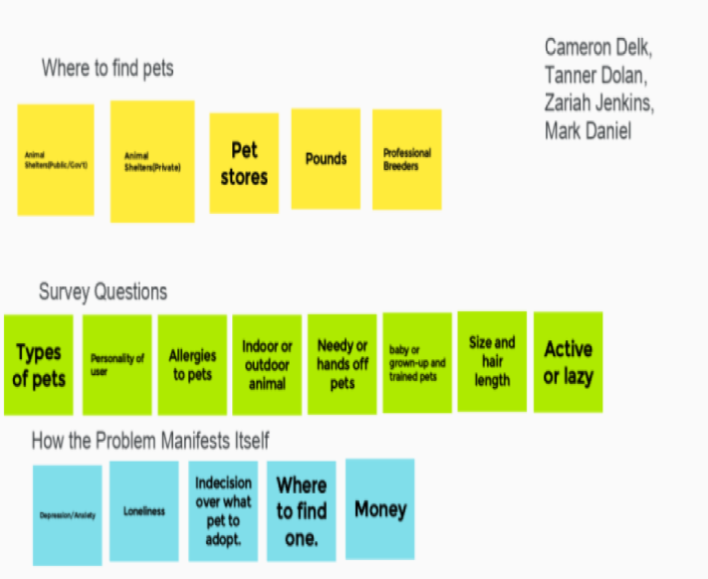 Cameron Delk,
Tanner Dolan,
Zariah Jenkins,
Mark Daniel
Where to find pets
Animal
Shelters(Public/Gov't)
Animal
Shelters(Private)
Pet
stores
Pounds
Professional
Breeders
Survey Questions
Types
of pets
Personality of
user
Allergies
to pets
Indoor or
outdoor
animal
Needy or
hands off
pets
baby or
grown-up and
trained pets
Size and
hair
length
Active
or lazy
How the Problem Manifests Itself
Depression/Anxiety
Loneliness
Indecision
over what
pet to
adopt.
Where
to find
one.
Money